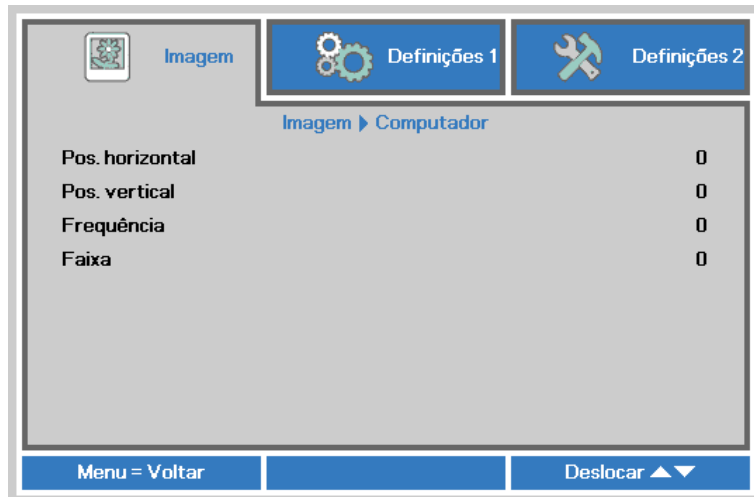 Imagem Definições 1 Definições 2
Imagem ▶ Computador
Pos. horizontal 0
Pos. vertical 0
Frequência 0
Faixa 0
Menu = Voltar Deslocar ▲▼